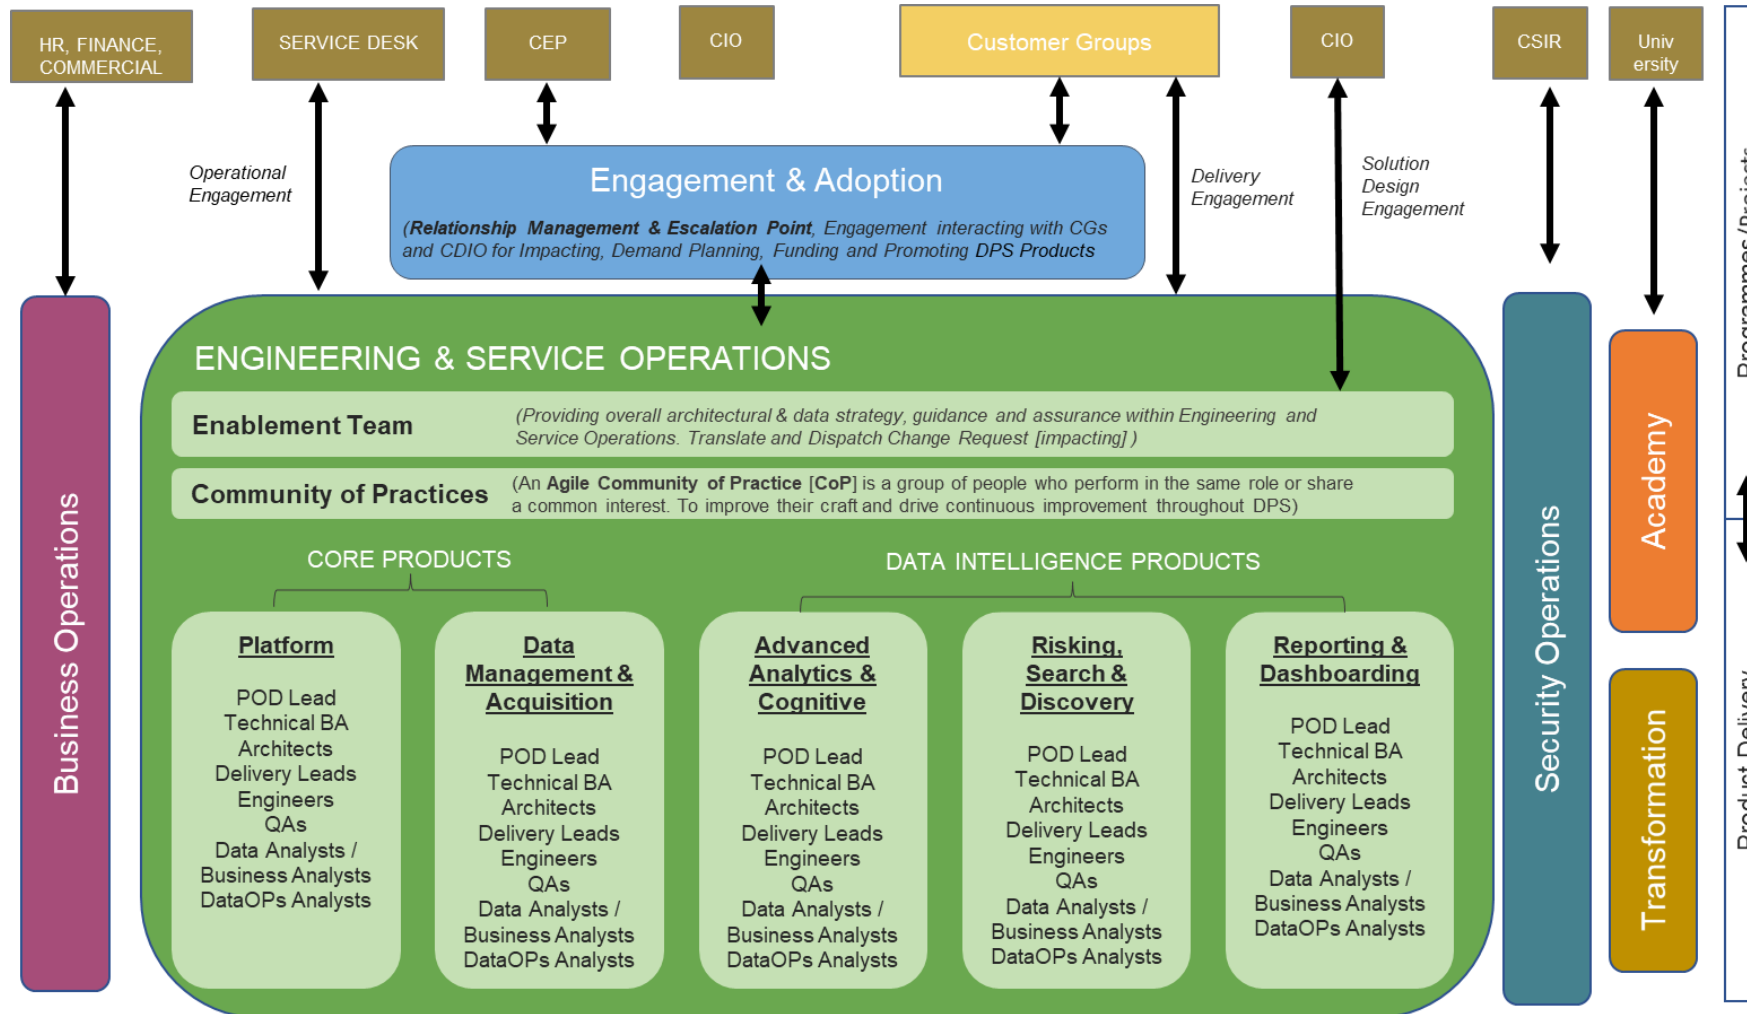 HR, FINANCE,
COMMERCIAL
SERVICE DESK
CEP
CIO
Customer Groups
CIO
CSIR
Univ
ersity
Operational
Engagement
Engagement & Adoption
(Relationship Management & Escalation Point, Engagement interacting with CGs
and CDIO for Impacting, Demand Planning, Funding and Promoting DPS Products
Delivery
Engagement
Solution
Design
Engagement
ENGINEERING & SERVICE OPERATIONS
Enablement Team
(Providing overall architectural & data strategy, guidance and assurance within Engineering and
Service Operations. Translate and Dispatch Change Request [impacting] )
Community of Practices
(An Agile Community of Practice [CoP] is a group of people who perform in the same role or share
a common interest. To improve their craft and drive continuous improvement throughout DPS)
CORE PRODUCTS
DATA INTELLIGENCE PRODUCTS
Platform
POD Lead
Technical BA
Architects
Delivery Leads
Engineers
QAs
Data Analysts /
Business Analysts
DataOPs Analysts
Data
Management &
Acquisition
POD Lead
Technical BA
Architects
Delivery Leads
Engineers
QAs
Data Analysts /
Business Analysts
DataOPs Analysts
Advanced
Analytics &
Cognitive
POD Lead
Technical BA
Architects
Delivery Leads
Engineers
QAs
Data Analysts /
Business Analysts
DataOPs Analysts
Risking,
Search &
Discovery
POD Lead
Technical BA
Architects
Delivery Leads
Engineers
QAs
Data Analysts /
Business Analysts
DataOPs Analysts
Reporting &
Dashboarding
POD Lead
Technical BA
Architects
Delivery Leads
Engineers
QAs
Data Analysts /
Business Analysts
DataOPs Analysts
Business Operations
Security Operations
Academy
Transformation
Programmes/Projects
Product Delivery